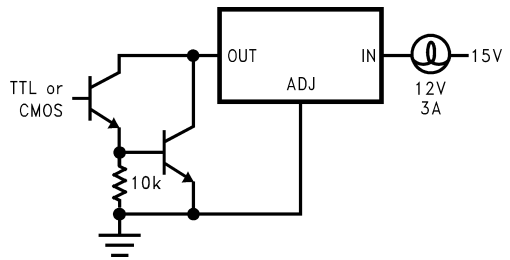 OUT
IN
15V
ADJ
TTL or
CMOS
12V
3A
10k